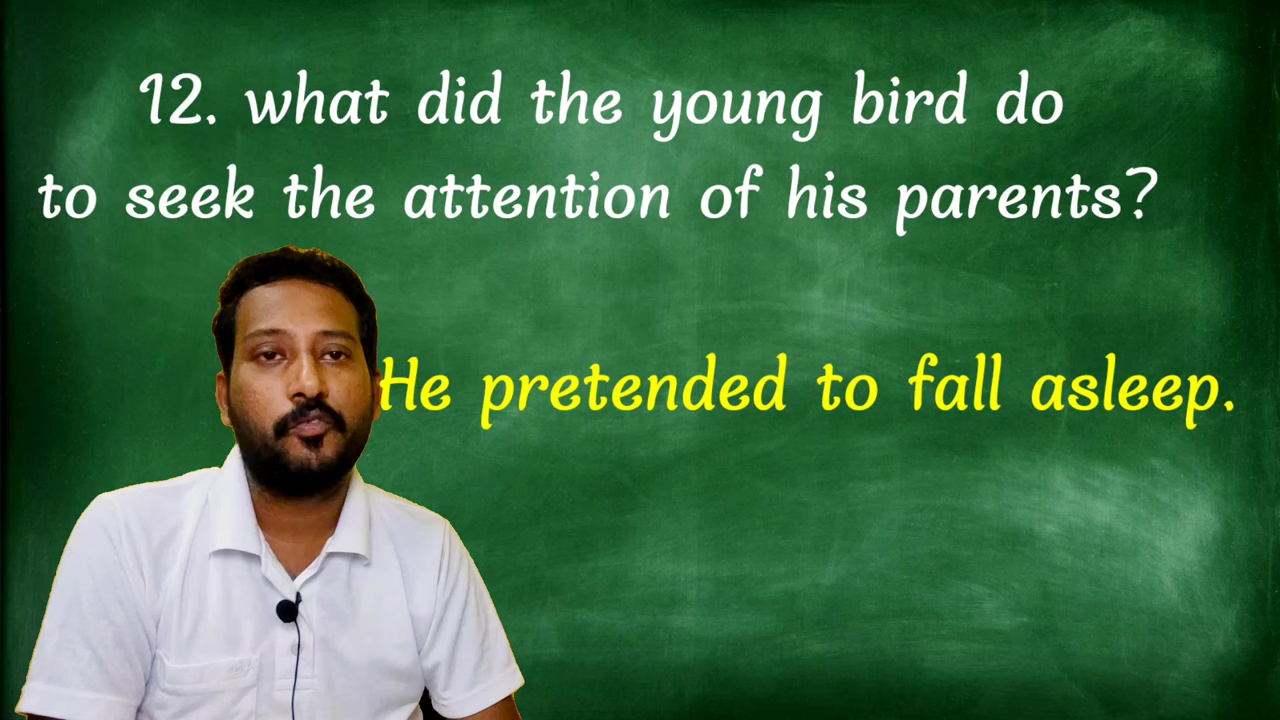 12. what did the young bird do
to seek the attention of his parents?
He pretended to fall asleep.